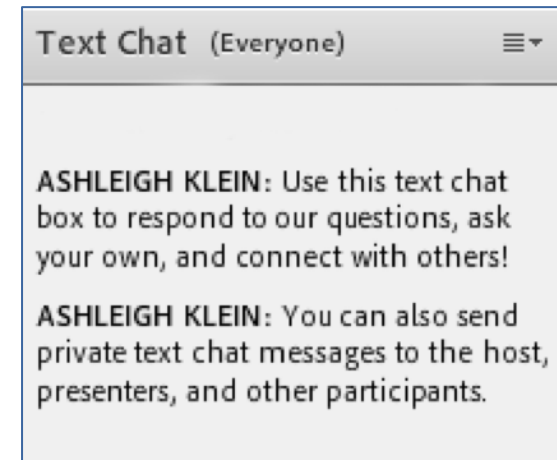 Text Chat (Everyone)
ASHLEIGH KLEIN: Use this text chat
box to respond to our questions, ask
your own, and connect with others!
ASHLEIGH KLEIN: You can also send
private text chat messages to the host,
presenters, and other participants.